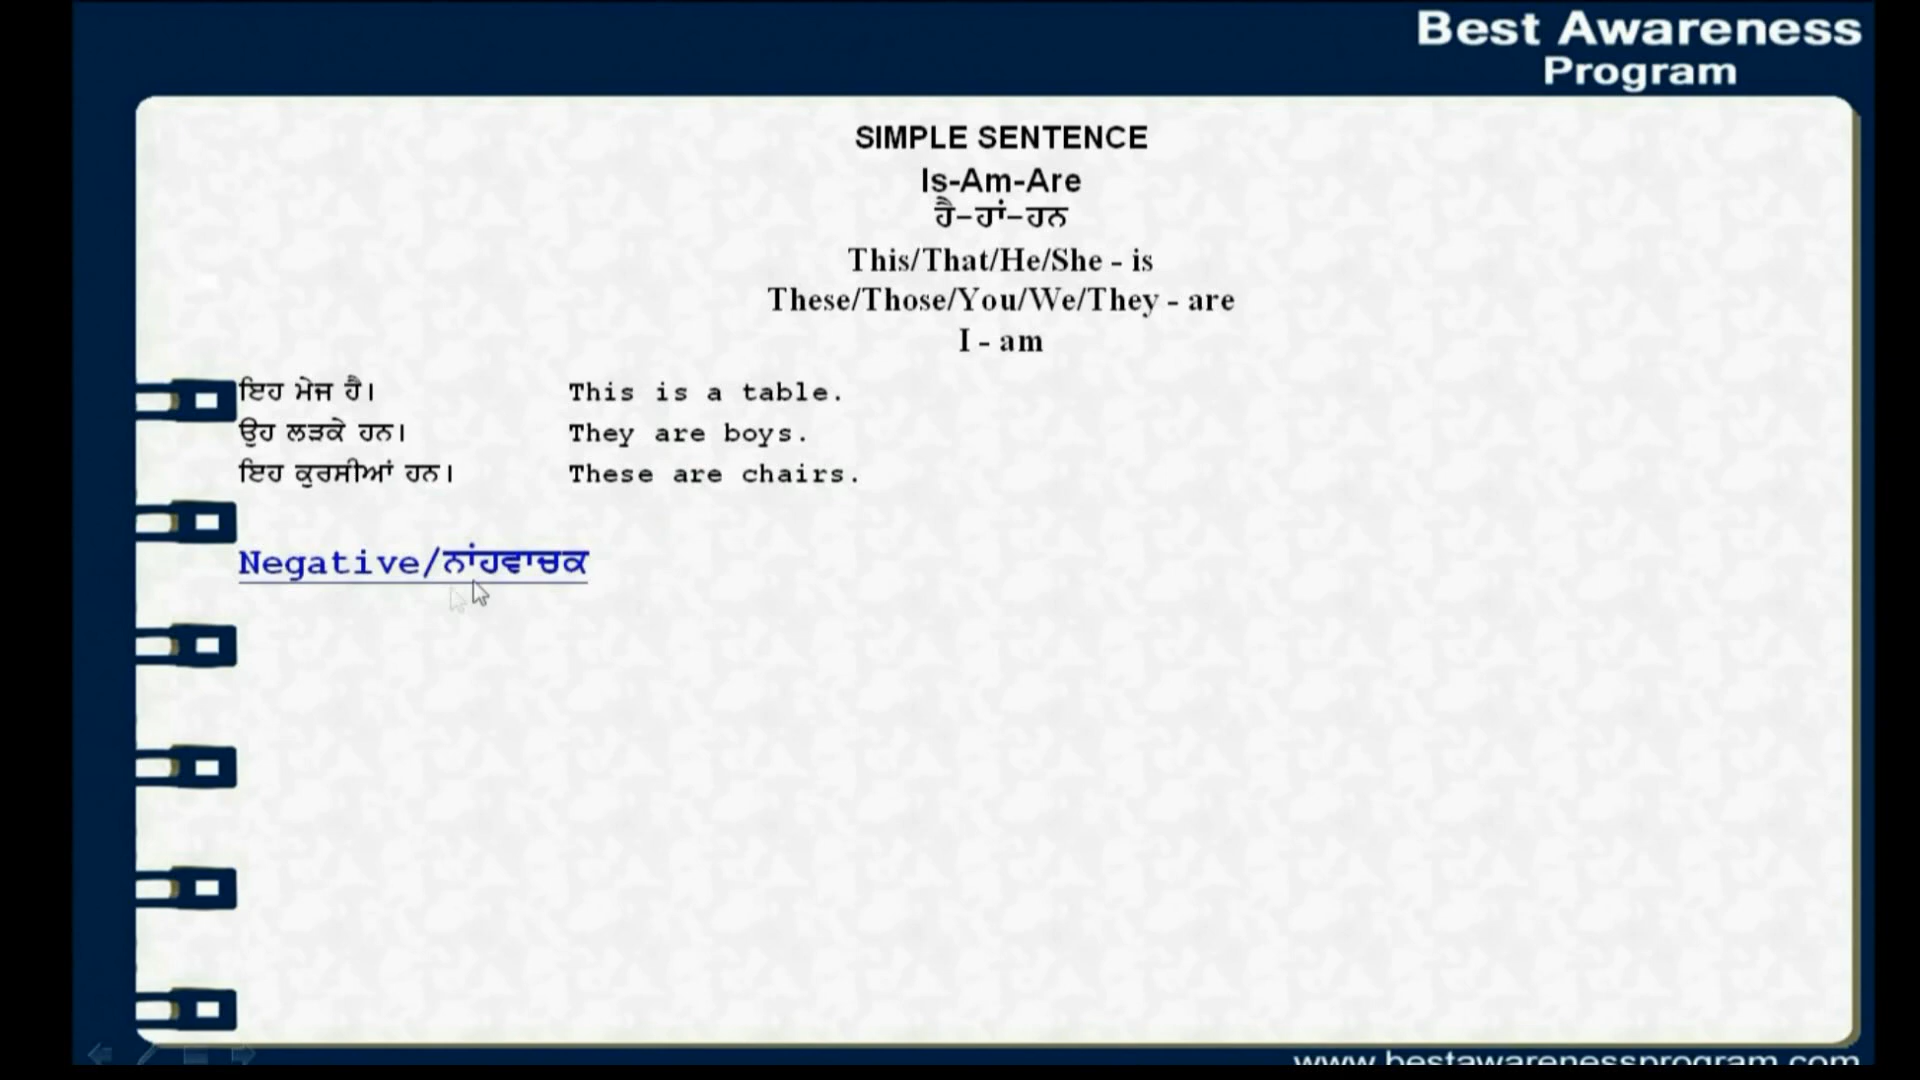 Best Awareness
Program
SIMPLE SENTENCE
Is-Am-Are
ਹੈ-ਹਾਂ-ਹਨ
This/That/He/She - is
These/Those/You/We/They - are
I - am
ਇਹ ਮੇਜ ਹੈ। This is a table.
ਉਹ ਲੜਕੇ ਹਨ। They are boys.
ਇਹ ਕੁਰਸੀਆਂ ਹਨ। These are chairs.
Negative/ਨਾਂਹਵਾਚਕ
www.bestawarenessprogram.com